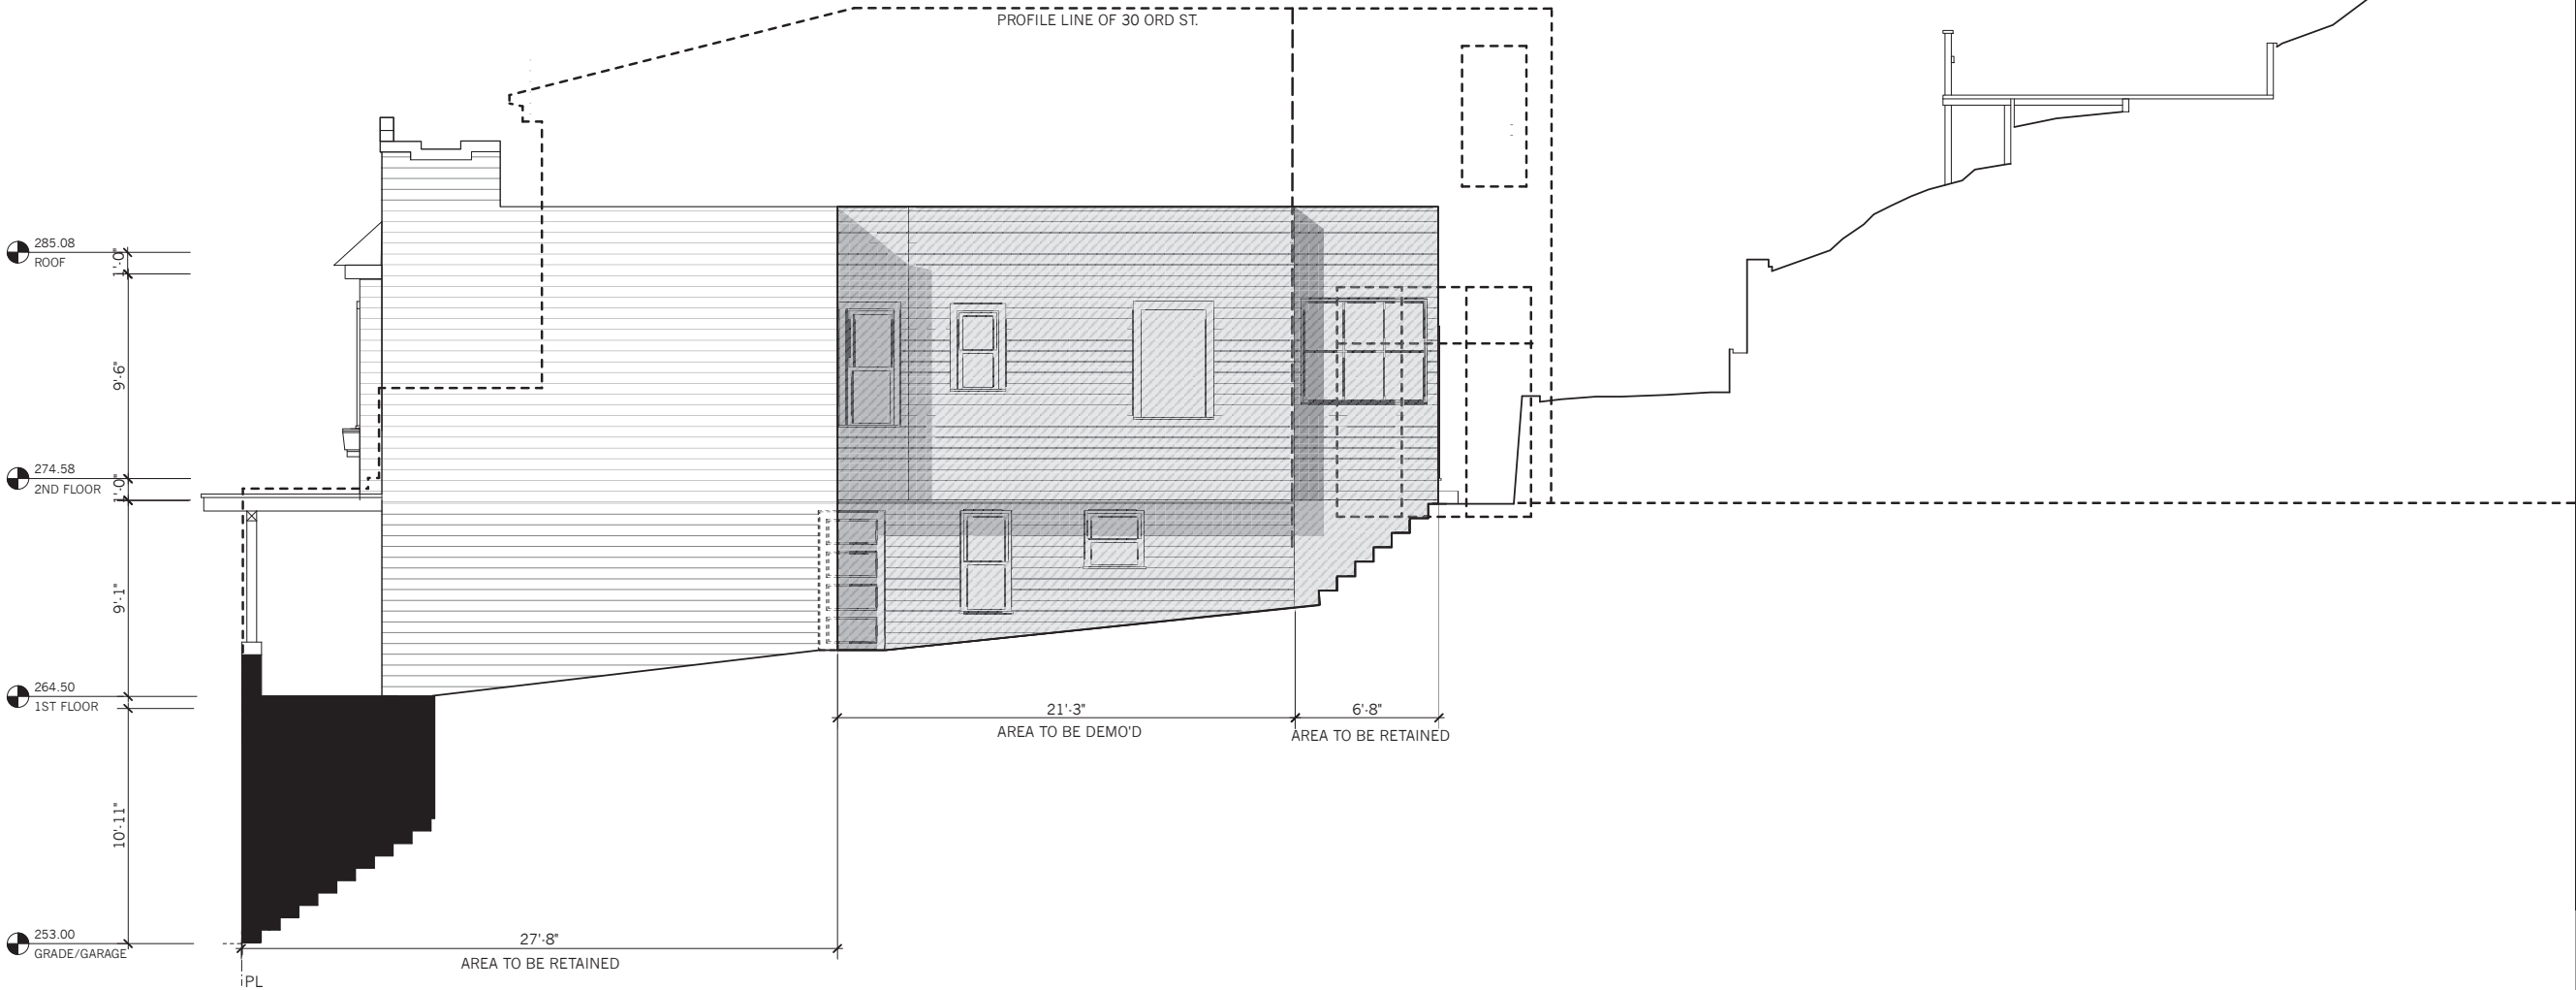 PROFILE LINE OF 30 ORD ST.
285.08
ROOF
1'-0"
9'-6"
274.58
2ND FLOOR
1'-0"
9'-1"
264.50
1ST FLOOR
21'-3"
AREA TO BE DEMO'D
6'-8"
AREA TO BE RETAINED
10'-11"
253.00
GRADE/GARAGE
27'-8"
AREA TO BE RETAINED
PL